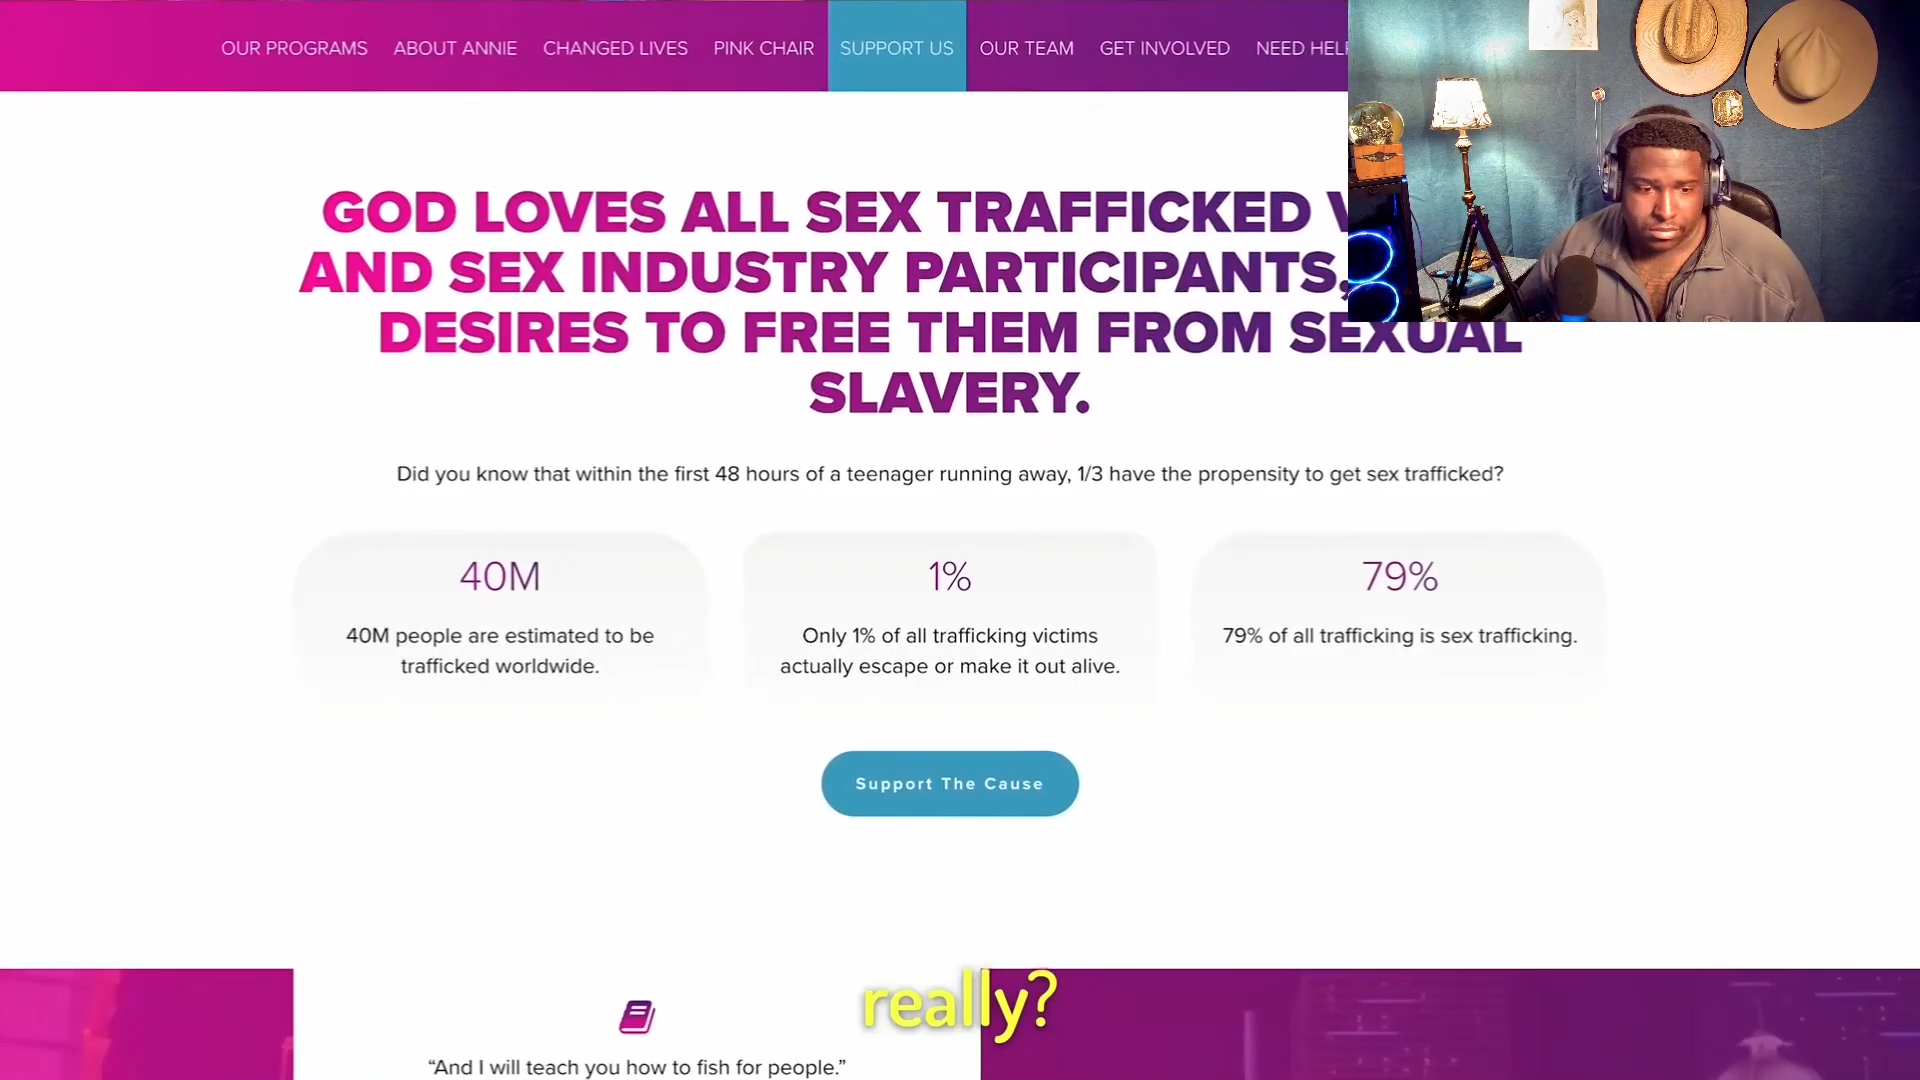 OUR PROGRAMS ABOUT ANNIE CHANGED LIVES PINK CHAIR SUPPORT US OUR TEAM GET INVOLVED NEED
GOD LOVES ALL SEX TRAFFICKED
AND SEX INDUSTRY PARTICIPANTS,
DESIRES TO FREE THEM FROM SEXUAL
SLAVERY.
Did you know that within the first 48 hours of a teenager running away, 1/3 have the propensity to get sex trafficked?
40M
40M people are estimated to be
trafficked worldwide.
1%
Only 1% of all trafficking victims
actually escape or make it out alive.
79%
79% of all trafficking is sex trafficking.
Support The Cause
really?
“And I will teach you how to fish for people.”